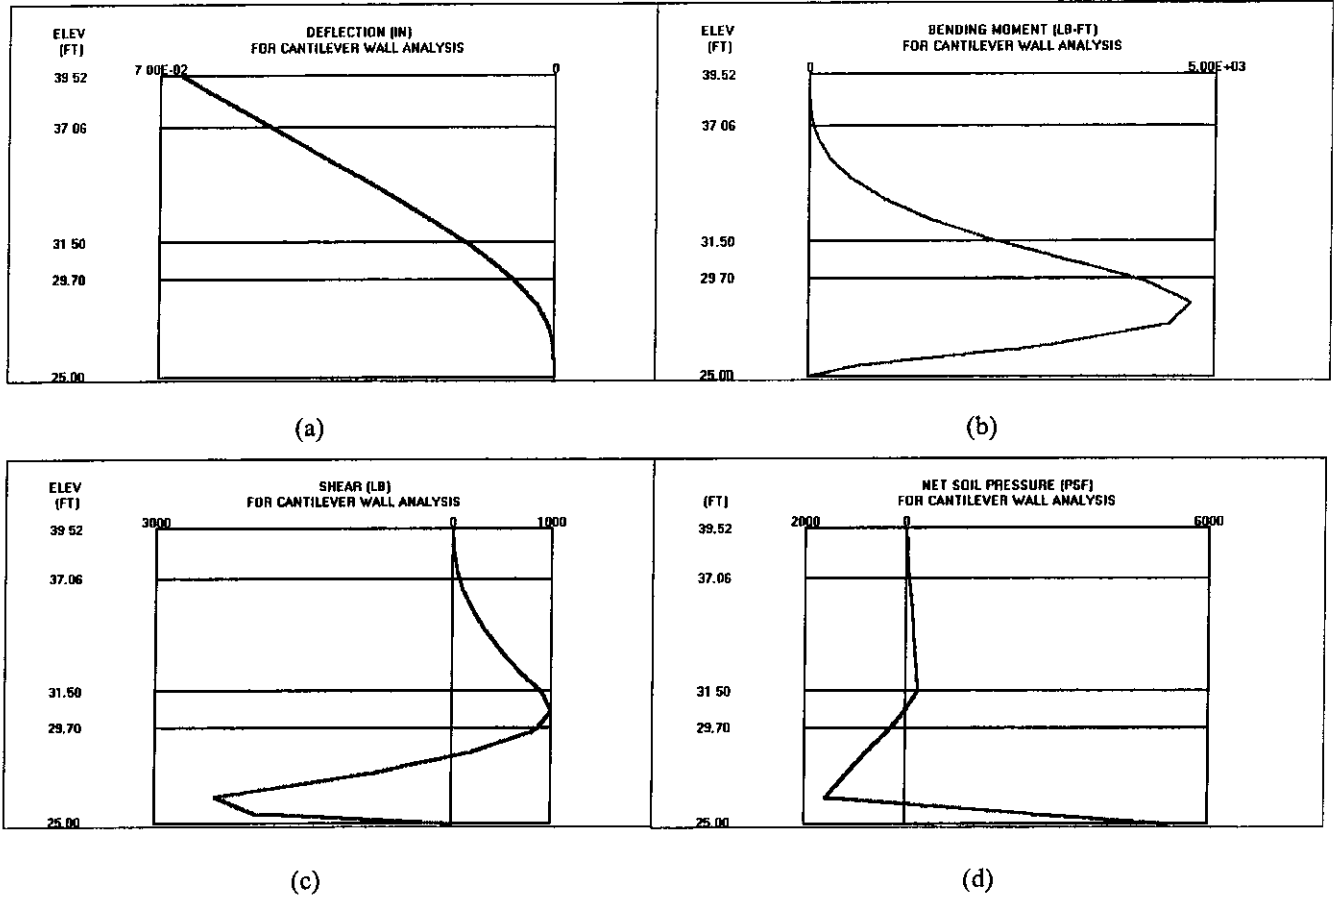 ELEV
(FT)
DEFLECTION (IN)
FOR CANTILEVER WALL ANALYSIS
7 00E-02 0
39 52
37 06
31 50
29.70
25.00
(a)
ELEV
(FT)
BENDING MOMENT (LB-FT)
FOR CANTILEVER WALL ANALYSIS
0 5.00E+03
39.52
37.06
31.50
29.70
25.00
(b)
ELEV
(FT)
SHEAR (LB)
FOR CANTILEVER WALL ANALYSIS
3000 0 1000
39 52
37.06
31.50
29.70
25.00
(c)
(FT)
NET SOIL PRESSURE (PSF)
FOR CANTILEVER WALL ANALYSIS
2000 0 6000
39.52
37.06
31 50
29.70
25.00
(d)